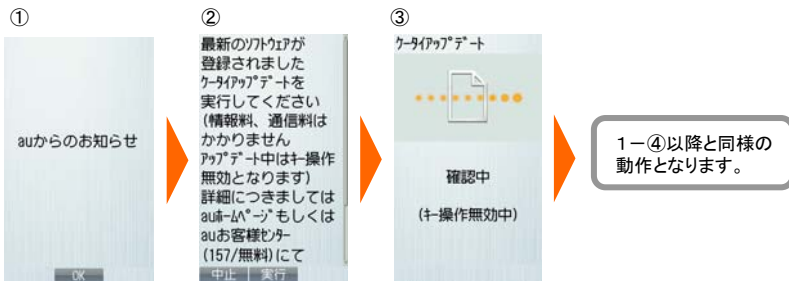 ①
auからのお知らせ
OK
②
最新のｿﾌﾄｳｪｱが
登録されました
ｹｰﾀｲｱｯﾌﾟﾃﾞｰﾄを
実行してください
(情報料、通信料は
かかりません
ｱｯﾌﾟﾃﾞｰﾄ中はｷｰ操作
無効となります)
詳細につきましては
auﾎｰﾑﾍﾟｰｼﾞもしくは
auお客様ｾﾝﾀｰ
(157/無料)にて
中止 実行
③
ｹｰﾀｲｱｯﾌﾟﾃﾞｰﾄ
確認中
(ｷｰ操作無効中)
1－④以降と同様の
動作となります。